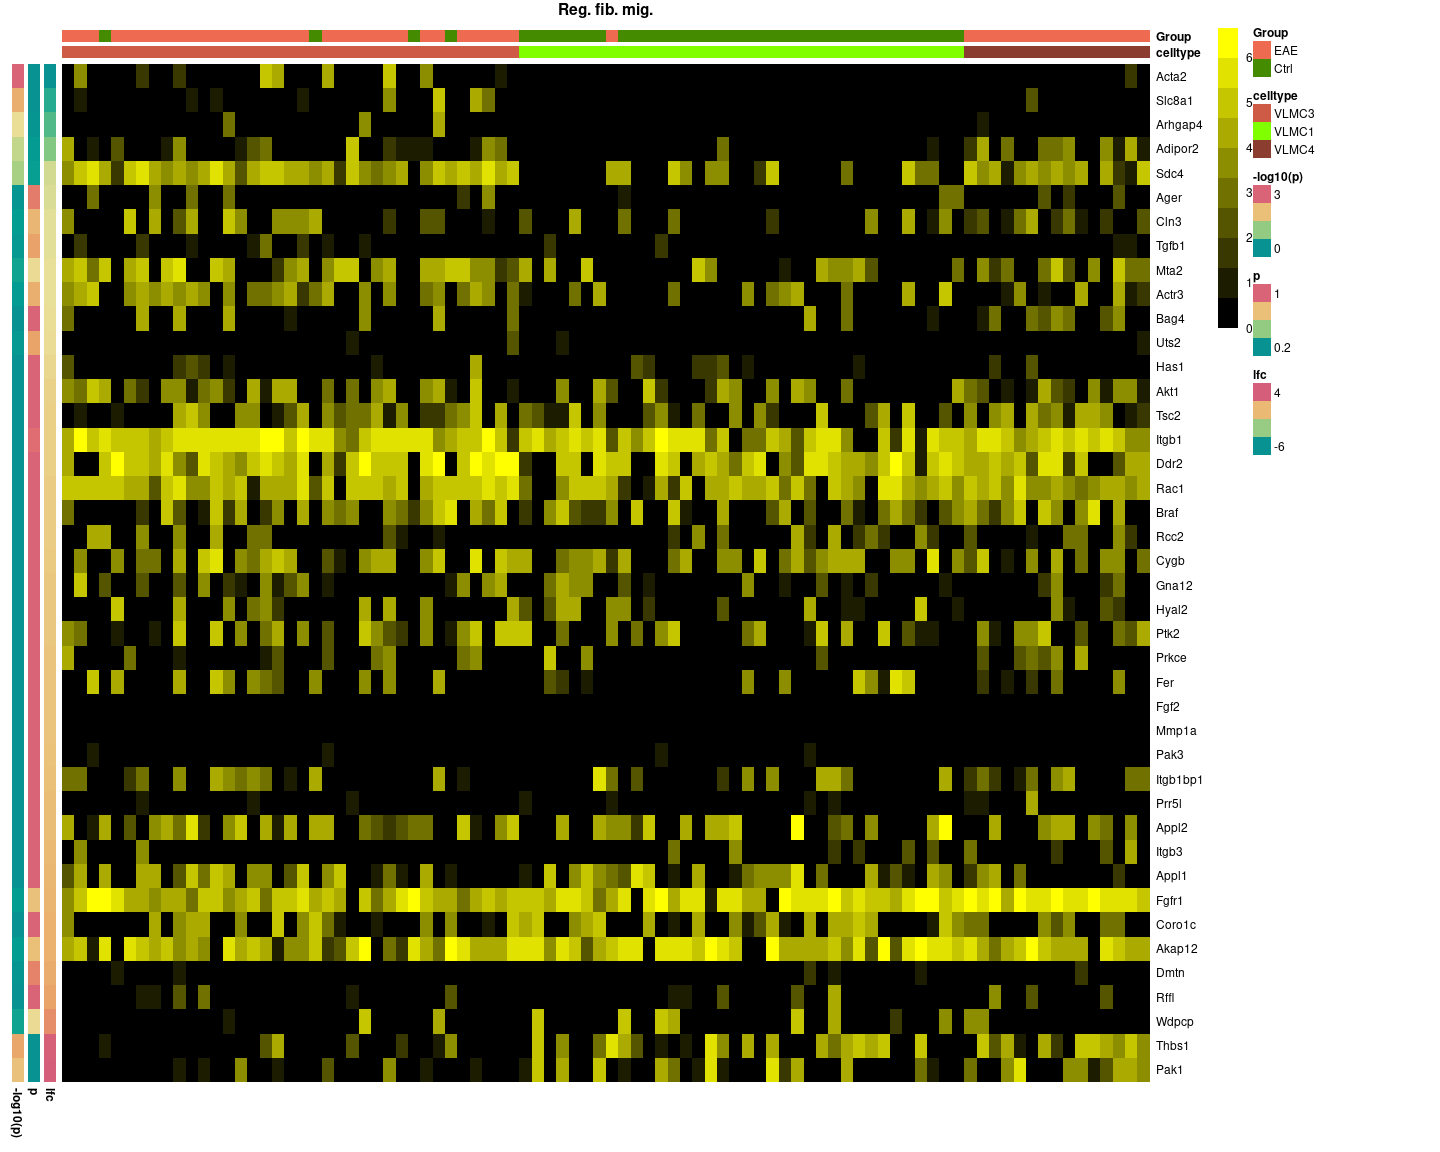 Reg. fib. mig.
Group
celltype
Acta2
Slc8a1
Arhgap4
Adipor2
Sdc4
Ager
Cln3
Tgfb1
Mta2
Actr3
Bag4
Uts2
Has1
Akt1
Tsc2
Itgb1
Ddr2
Rac1
Braf
Rcc2
Cygb
Gna12
Hyal2
Ptk2
Prkce
Fer
Fgf2
Mmp1a
Pak3
Itgb1bp1
Prr5l
Appl2
Itgb3
Appl1
Fgfr1
Coro1c
Akap12
Dmtn
Rffl
Wdpcp
Thbs1
Pak1
-log10(p)
p
lfc
6
5
4
3
2
1
0
Group
EAE
Ctrl
celltype
VLMC3
VLMC1
VLMC4
-log10(p)
3
0
p
1
0.2
lfc
4
-6